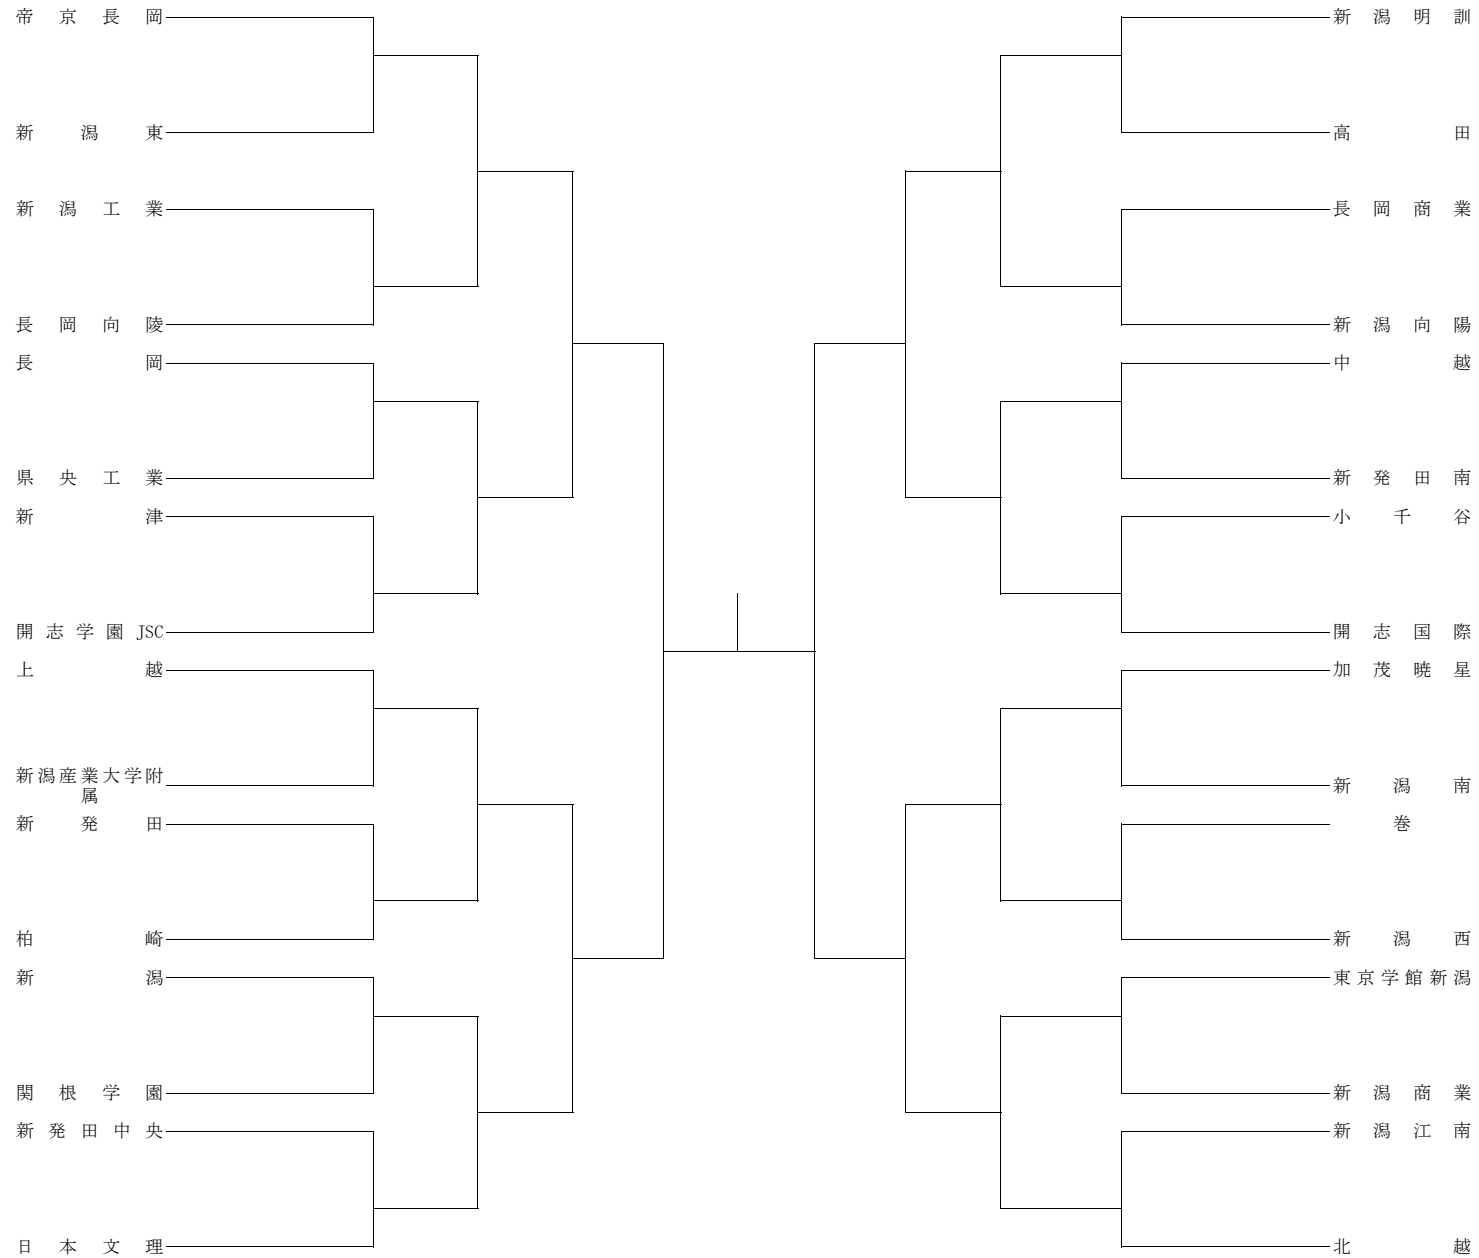 帝京長岡
新潟東
新潟工業
長岡向陵
長岡
県央工業
新津
開志学園JSC
上越
新潟産業大学附
属
新発田
柏崎
新潟
関根学園
新発田中央
日本文理
新潟明訓
高田
長岡商業
新潟向陽
中越
新発田南
小千谷
開志国際
加茂暁星
新潟南
巻
新潟西
東京学館新潟
新潟商業
新潟江南
北越